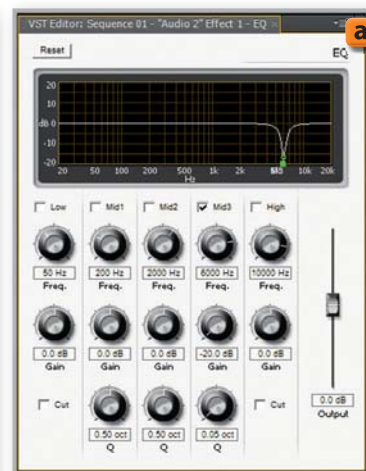 VST Editor: Sequence 01 - "Audio 2" Effect 1 - EQ
a
Reset
EQ
20
10
dB 0
-10
-20
20 50 100 200 500 1k 2k 10k 20k
Hz
Low Mid1 Mid2 Mid3 High
50 Hz 200 Hz 2000 Hz 6000 Hz 10000 Hz
Freq. Freq. Freq. Freq. Freq.
0.0 dB 0.0 dB 0.0 dB -20.0 dB 0.0 dB
Gain Gain Gain Gain Gain
Cut Cut
0.0 dB
Output
0.50 oct 0.50 oct 0.05 oct
Q Q Q